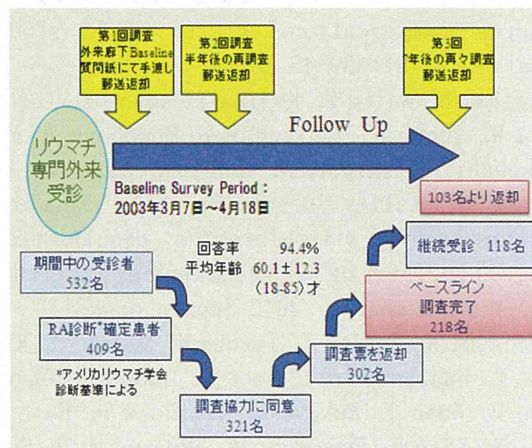 第1回調査
外来廊下Baseline
質問紙にて手渡し
郵送返却
第2回調査
半年後の再調査
郵送返却
第3回
年後の再々調査
郵送返却
リウマチ
専門外来
受診
Follow Up
Baseline Survey Period：
2003年3月7日～4月18日
103名より返却
回答率 94.4%
平均年齢 60.1±12.3
（18-85）才
継続受診 118名
期間中の受診者
532名
ベースライン
調査完了
218名
RA診断*確定患者
409名
調査票を返却
302名
*アメリカリウマチ学会
診断基準による
調査協力に同意
321名